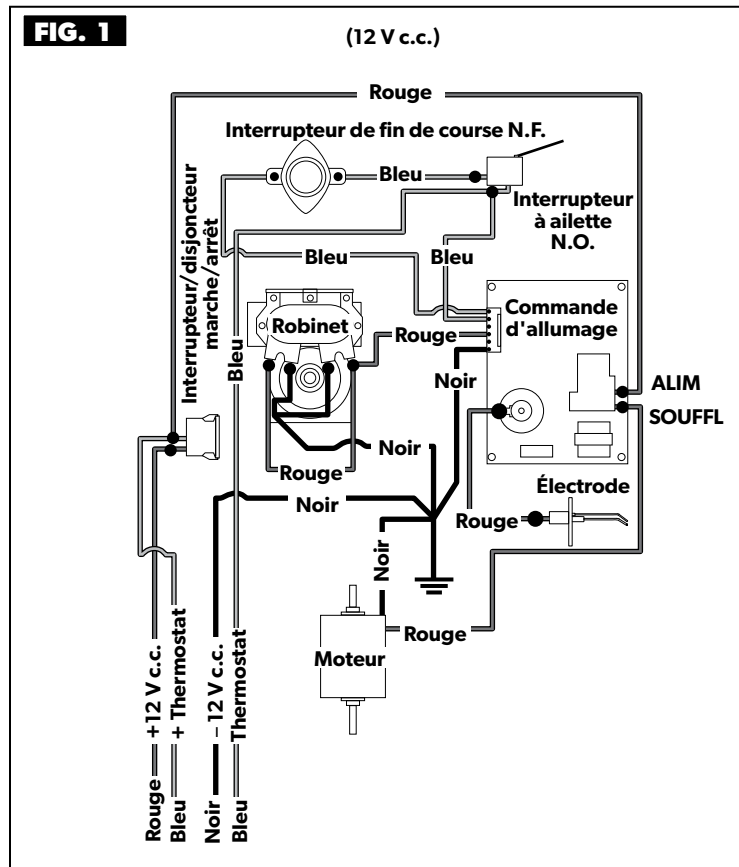 FIG. 1
(12 V c.c.)
Rouge
Interrupteur de fin de course N.F.
Bleu
Interrupteur
à ailette
N.O.
Interrupteur/disjoncteur
marche/arrêt
Bleu
Bleu
Bleu
Robinet
Rouge
Commande
d'allumage
Noir
ALIM
SOUFFL
Noir
Rouge
Noir
Électrode
Rouge
Noir
Rouge
Moteur
Rouge +12 V c.c.
Bleu + Thermostat
Noir – 12 V c.c.
Bleu Thermostat